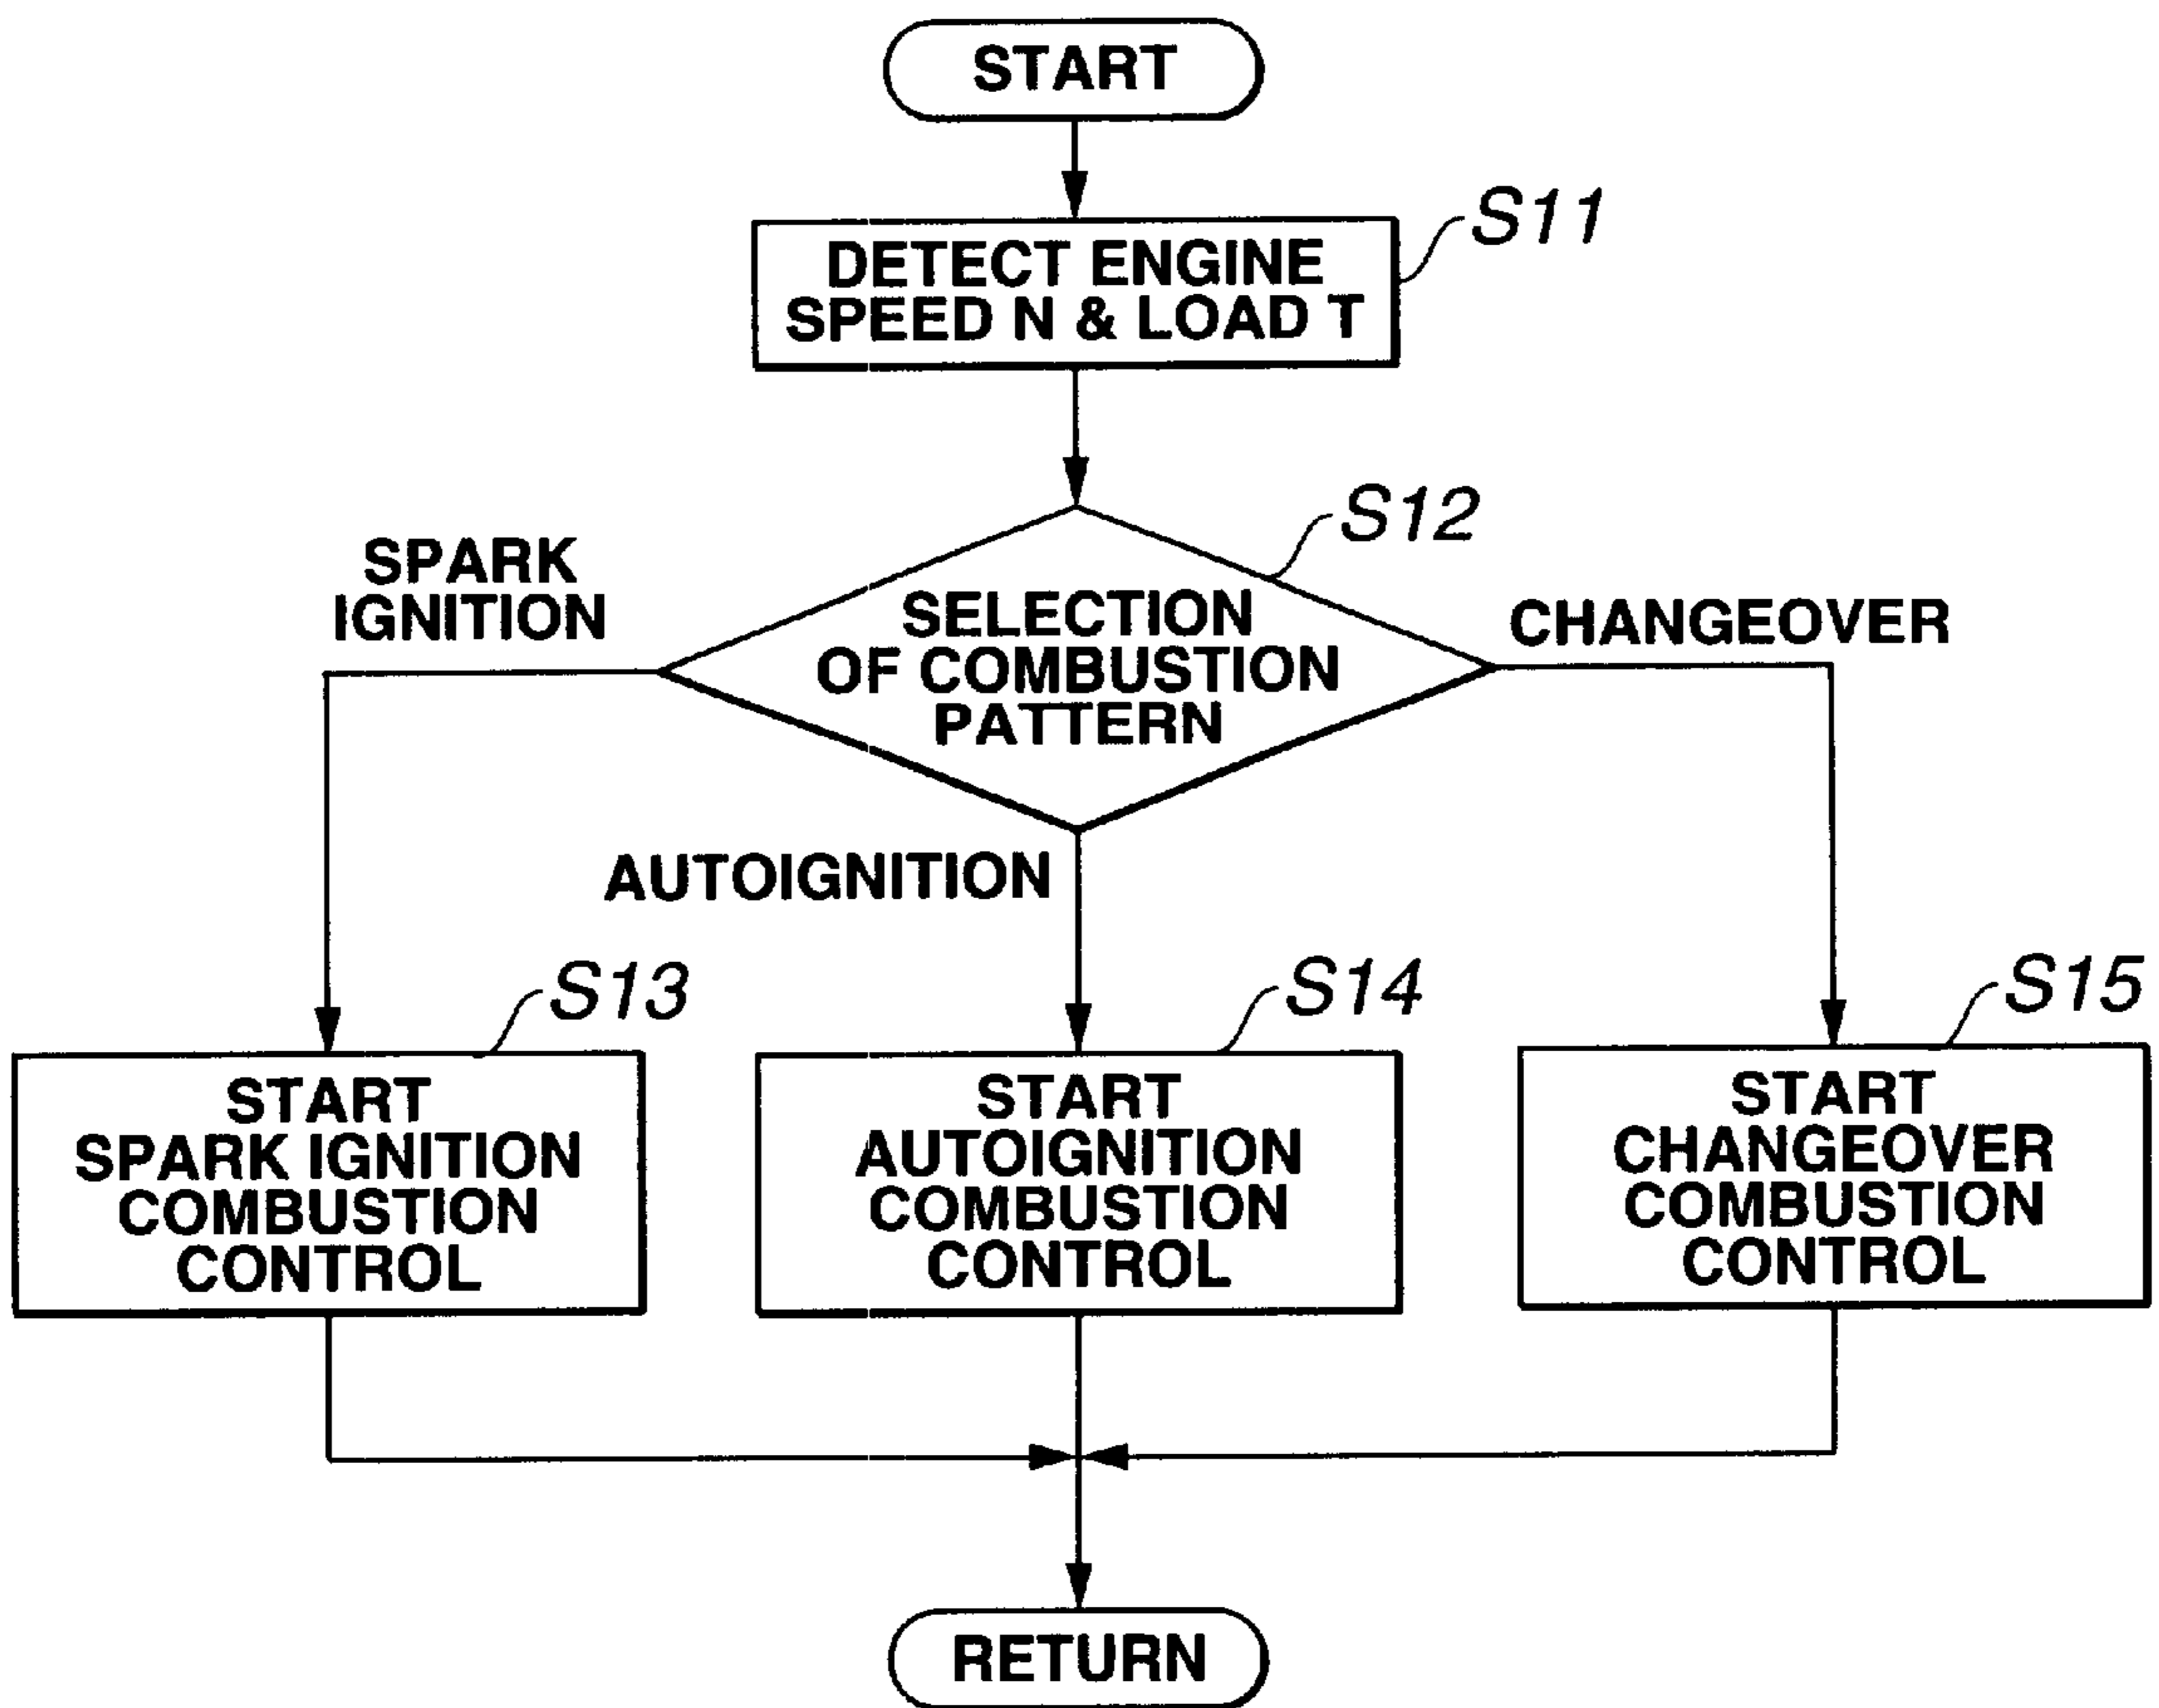 START
DETECT ENGINE
SPEED N & LOAD T
S11
S12
SPARK
IGNITION
SELECTION
OF COMBUSTION
PATTERN
CHANGEOVER
AUTOIGNITION
S13
S14
S15
START
SPARK IGNITION
COMBUSTION
CONTROL
START
AUTOIGNITION
COMBUSTION
CONTROL
START
CHANGEOVER
COMBUSTION
CONTROL
RETURN